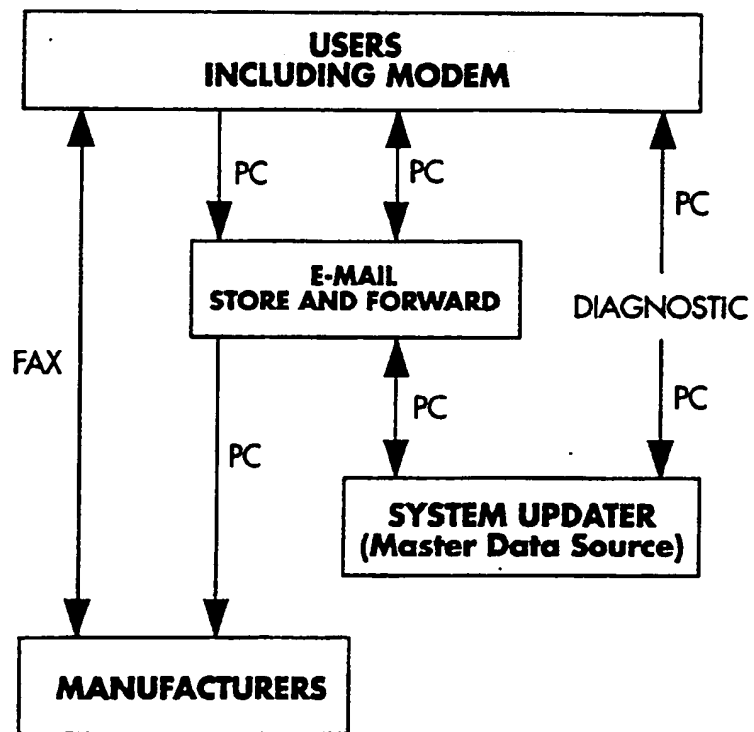 USERS
INCLUDING MODEM
PC
PC
PC
E-MAIL
STORE AND FORWARD
DIAGNOSTIC
FAX
PC
PC
PC
SYSTEM UPDATER
(Master Data Source)
MANUFACTURERS